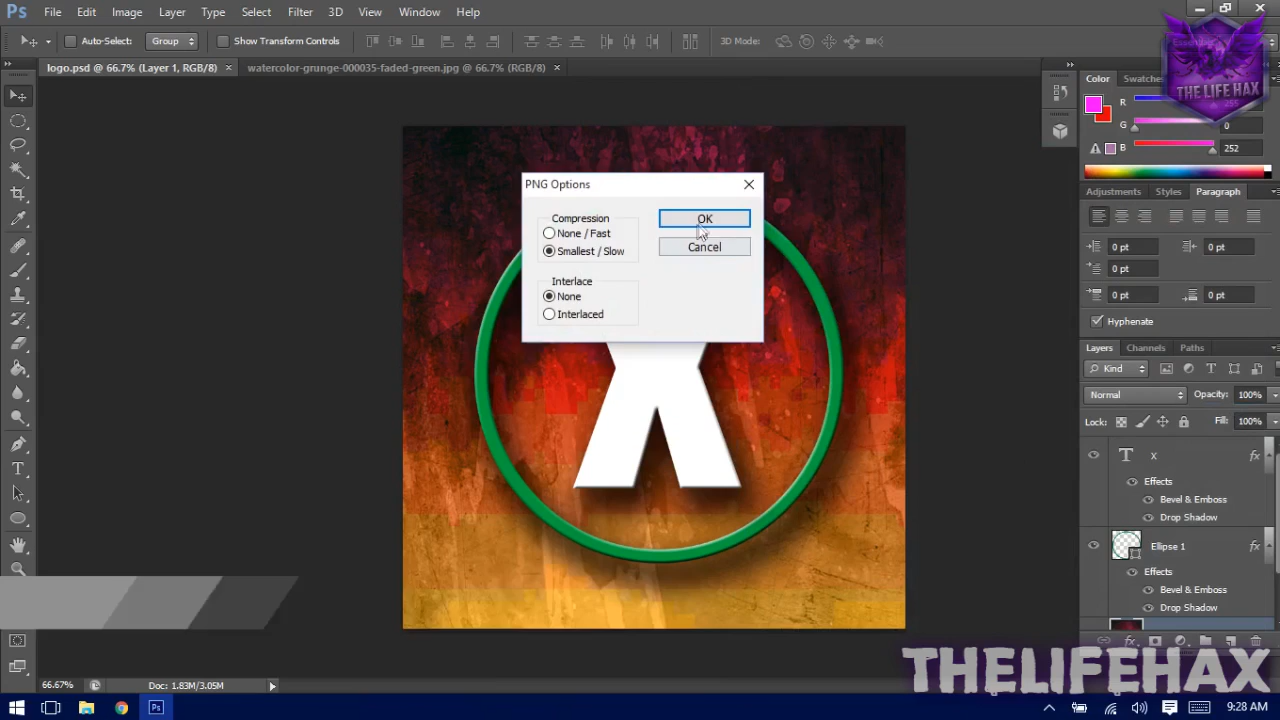 Ps File Edit Image Layer Type Select Filter 3D View Window Help
Auto-Select: Group Show Transform Controls 3D Mode:
logo.psd @ 66.7% (Layer 1, RGB/8) × watercolor-grunge-000035-faded-green.jpg @ 66.7% (RGB/8) ×
THE LIFE HAX
Color Swatches
R 255
G 0
B 252
PNG Options
Compression
None / Fast
Smallest / Slow
Interlace
None
Interlaced
OK
Cancel
Adjustments Styles Paragraph
0 pt 0 pt
0 pt
0 pt 0 pt
Hyphenate
Layers Channels Paths
Kind
Normal Opacity: 100%
Lock: Fill: 100%
T X fx
Effects
Bevel & Emboss
Drop Shadow
Ellipse 1 fx
Effects
Bevel & Emboss
Drop Shadow
X
66.67% Doc: 1.83M/3.05M
THELIFEHAX
9:28 AM